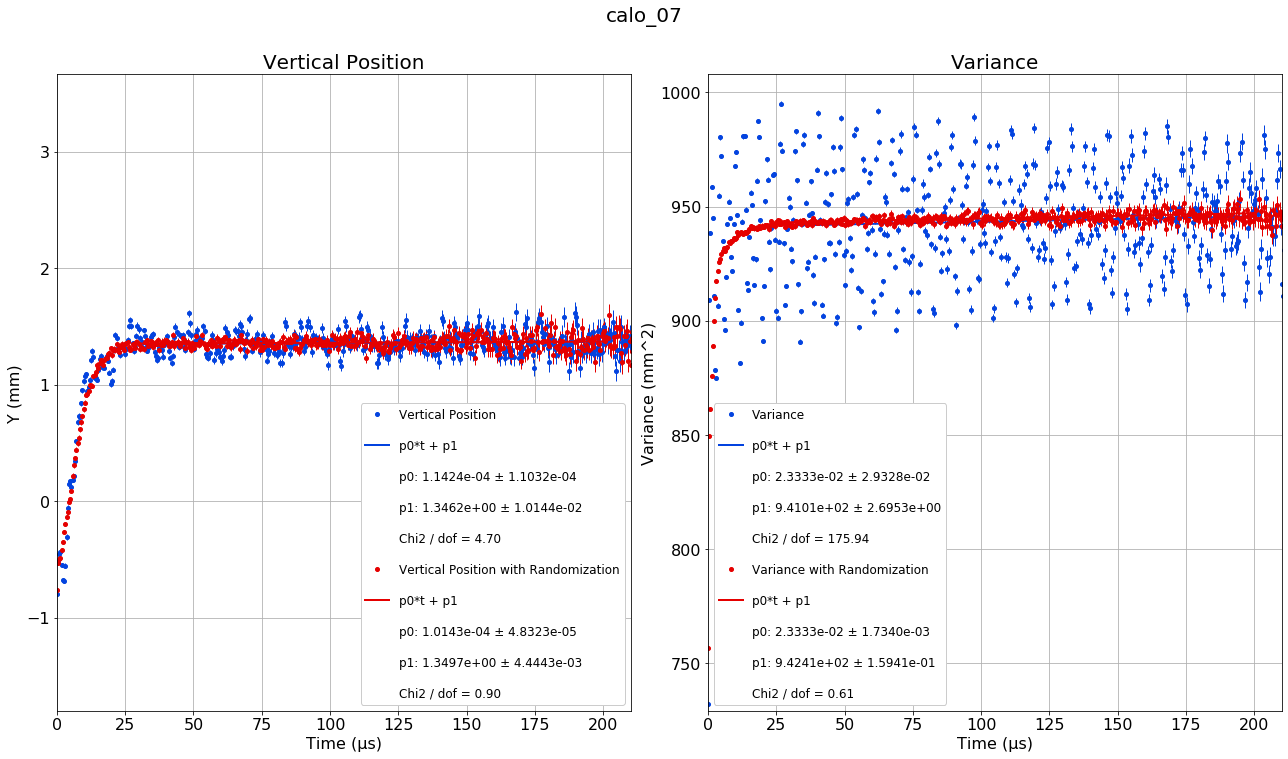 calo_07
Vertical Position
3
2
1
0
−1
Y (mm)
0 25 50 75 100 125 150 175 200
Time (μs)
Vertical Position
p0*t + p1
p0: 1.1424e-04 ± 1.1032e-04
p1: 1.3462e+00 ± 1.0144e-02
Chi2 / dof = 4.70
Vertical Position with Randomization
p0*t + p1
p0: 1.0143e-04 ± 4.8323e-05
p1: 1.3497e+00 ± 4.4443e-03
Chi2 / dof = 0.90
Variance
1000
950
900
850
800
750
Variance (mm^2)
0 25 50 75 100 125 150 175 200
Time (μs)
Variance
p0*t + p1
p0: 2.3333e-02 ± 2.9328e-02
p1: 9.4101e+02 ± 2.6953e+00
Chi2 / dof = 175.94
Variance with Randomization
p0*t + p1
p0: 2.3333e-02 ± 1.7340e-03
p1: 9.4241e+02 ± 1.5941e-01
Chi2 / dof = 0.61